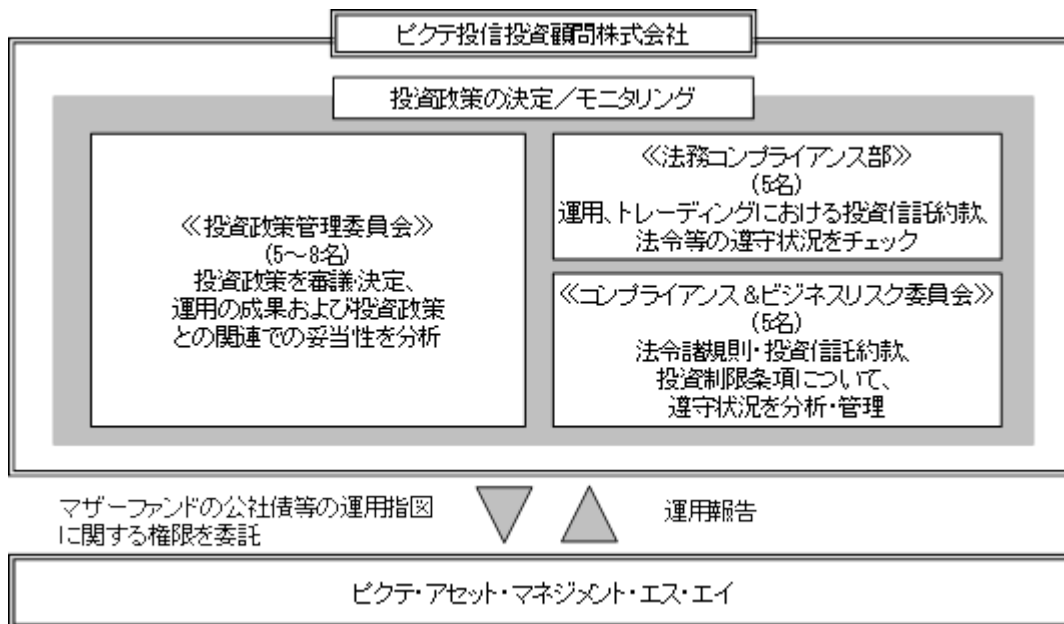 ピクテ投信投資顧問株式会社
投資政策の決定／モニタリング
≪投資政策管理委員会≫
(5～8名)
投資政策を審議・決定、
運用の成果および投資政策
との関連での妥当性を分析
≪法務コンプライアンス部≫
(5名)
運用、トレーディングにおける投資信託約款、
法令等の遵守状況をチェック
≪コンプライアンス＆ビジネスリスク委員会≫
(5名)
法令諸規則・投資信託約款、
投資制限条項について、
遵守状況を分析・管理
マザーファンドの公社債等の運用指図
に関する権限を委託
運用報告
ピクテ・アセット・マネジメント・エス・エイ